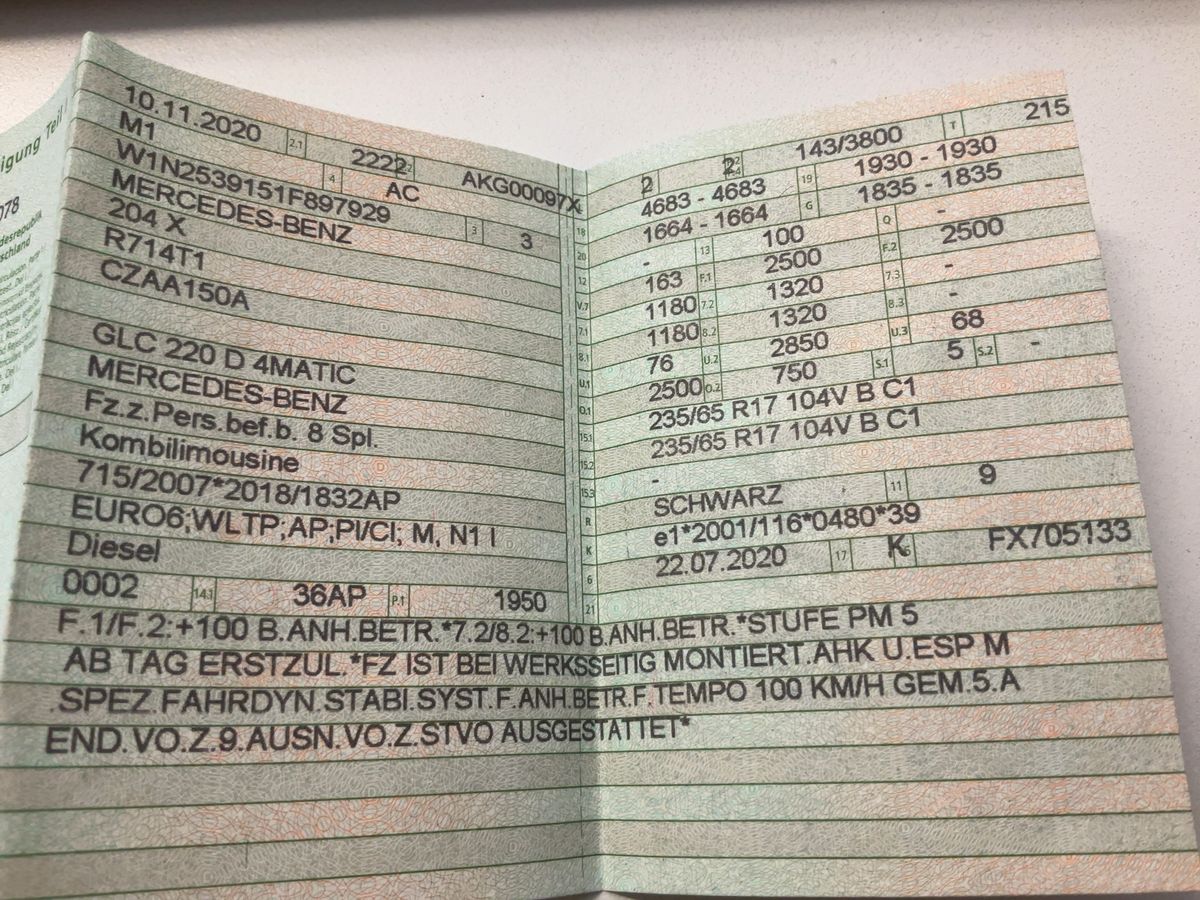 igung Teil I
078
desrepublik
schland
10.11.2020 2.1 2222 AKG00097X
M1 4 AC
W1N2539151F897929
MERCEDES-BENZ 3 3
204 X
R714T1
CZAA150A
GLC 220 D 4MATIC
MERCEDES-BENZ
Fz.z.Pers.bef.b. 8 Spl.
Kombilimousine
715/2007*2018/1832AP
EURO6;WLTP;AP;PI/CI; M, N1 I
Diesel
0002 14.1 36AP P.1 1950
2 2 143/3800 T 215
18 4683 - 4683 19 1930 - 1930
20 1664 - 1664 G 1835 - 1835
12 - 13 100 Q -
V.7 163 F.1 2500 F.2 2500
7.1 1180 7.2 1320 7.3 -
8.1 1180 8.2 1320 8.3 -
U.1 76 U.2 2850 U.3 68
O.1 2500 O.2 750 S.1 5 S.2 -
15.1 235/65 R17 104V B C1
15.2 235/65 R17 104V B C1
15.3 -
R SCHWARZ 11 9
K e1*2001/116*0480*39
6 22.07.2020 17 K 16 FX705133
21
F.1/F.2:+100 B.ANH.BETR.*7.2/8.2:+100 B.ANH.BETR.*STUFE PM 5
AB TAG ERSTZUL.*FZ IST BEI WERKSSEITIG MONTIERT.AHK U.ESP M
.SPEZ.FAHRDYN.STABI.SYST.F.ANH.BETR.F.TEMPO 100 KM/H GEM.5.A
END.VO.Z.9.AUSN.VO.Z.STVO AUSGESTATTET*